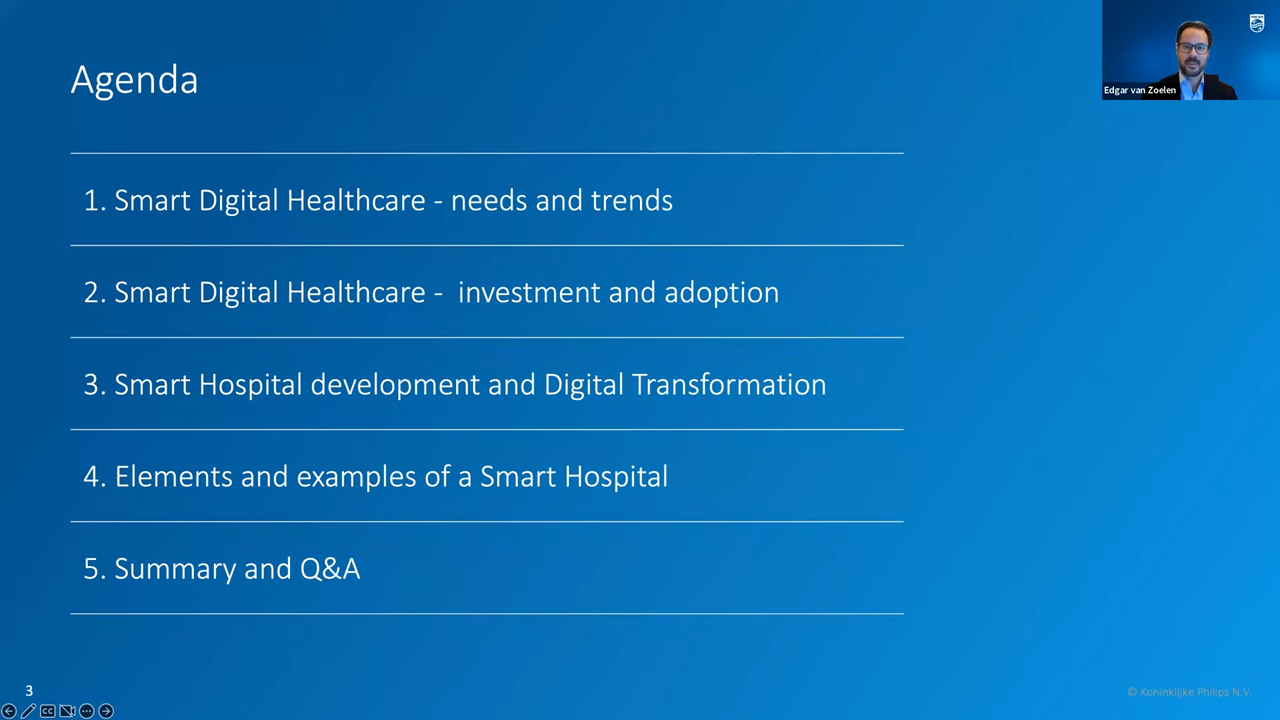 Agenda
Edgar van Zoelen
1. Smart Digital Healthcare - needs and trends
2. Smart Digital Healthcare -  investment and adoption
3. Smart Hospital development and Digital Transformation
4. Elements and examples of a Smart Hospital
5. Summary and Q&A
3
© Koninklijke Philips N.V.
CC